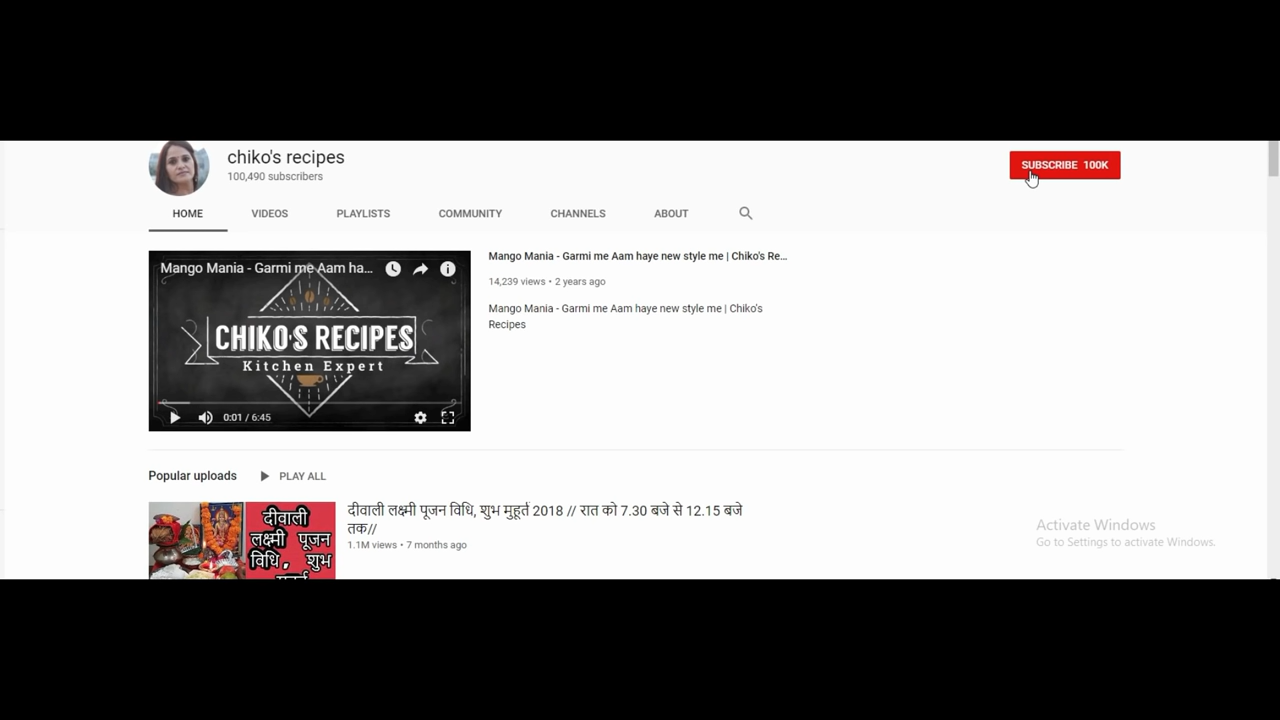 chiko's recipes
100,490 subscribers
SUBSCRIBE 100K
HOME VIDEOS PLAYLISTS COMMUNITY CHANNELS ABOUT
Mango Mania - Garmi me Aam ha...
CHIKO'S RECIPES
Kitchen Expert
0:01 / 6:45
Mango Mania - Garmi me Aam haye new style me | Chiko's Re...
14,239 views • 2 years ago
Mango Mania - Garmi me Aam haye new style me | Chiko's
Recipes
Popular uploads PLAY ALL
दीवाली
लक्ष्मी पूजन
विधि, शुभ
दीवाली लक्ष्मी पूजन विधि, शुभ मुहूर्त 2018 // रात को 7.30 बजे से 12.15 बजे
तक//
1.1M views • 7 months ago
Activate Windows
Go to Settings to activate Windows.